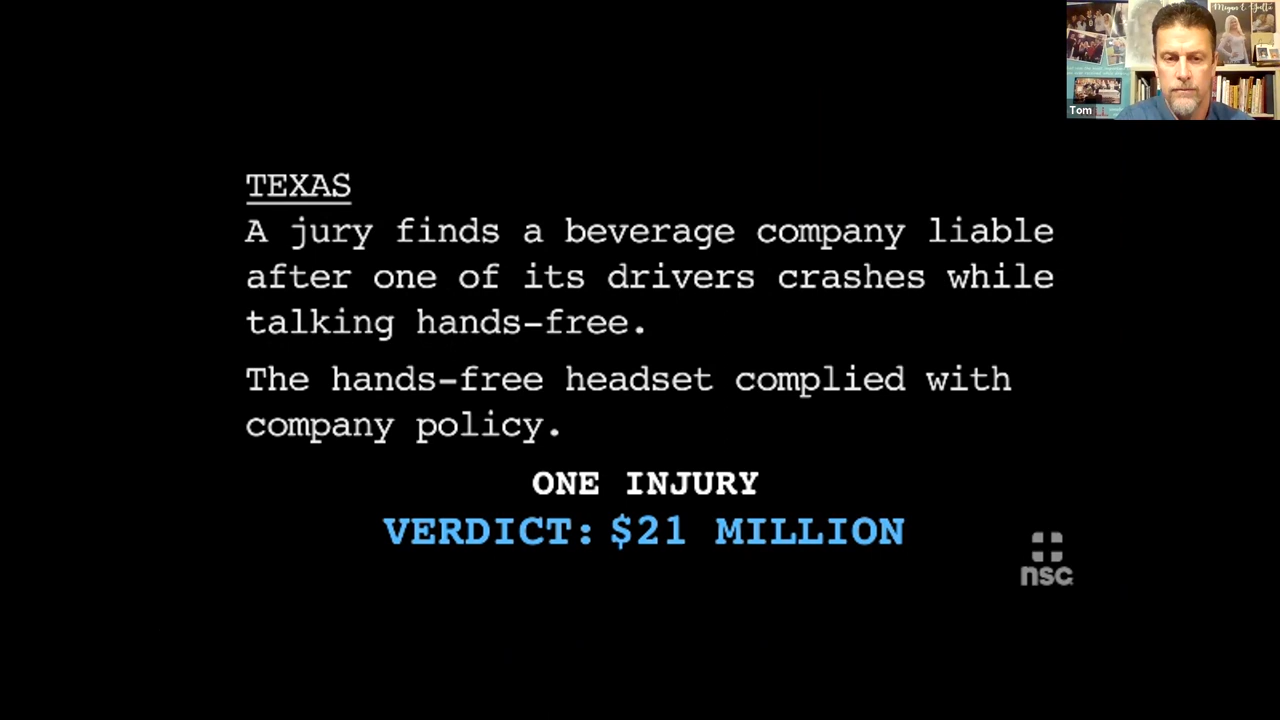 TEXAS
A jury finds a beverage company liable
after one of its drivers crashes while
talking hands-free.
The hands-free headset complied with
company policy.
ONE INJURY
VERDICT: $21 MILLION
nsc
Tom